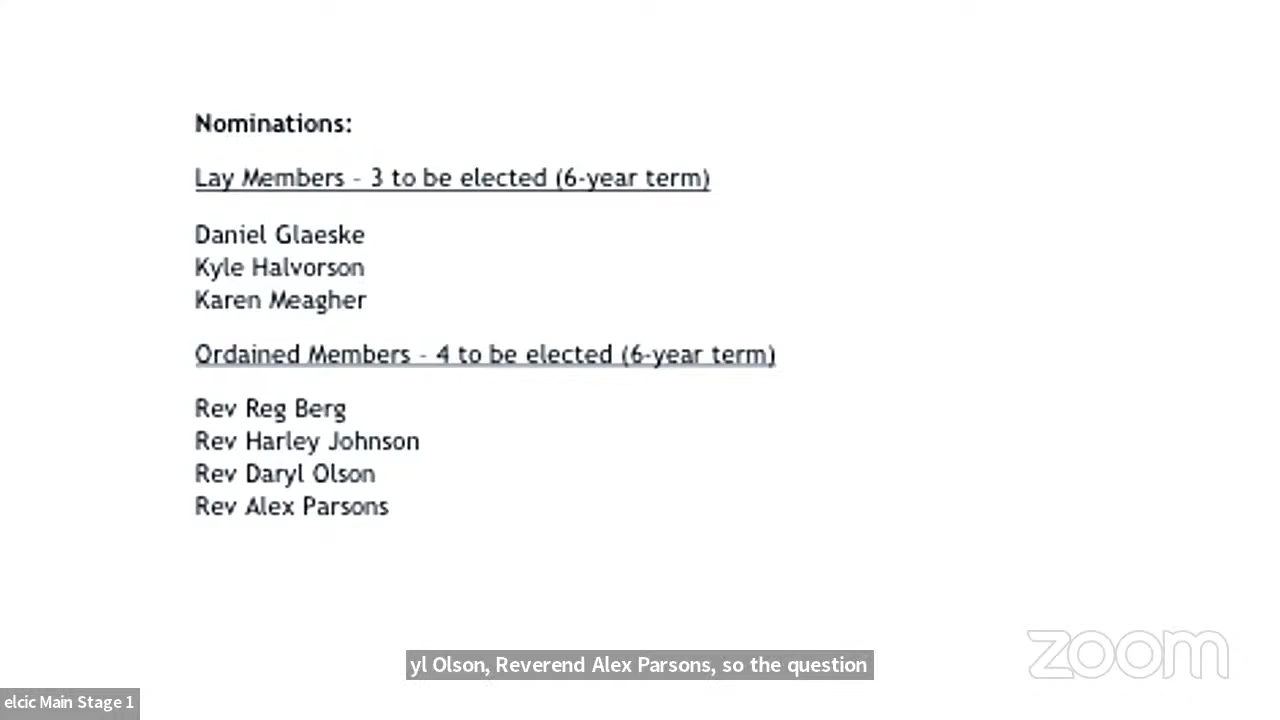 Nominations:
Lay Members - 3 to be elected (6-year term)
Daniel Glaeske
Kyle Halvorson
Karen Meagher
Ordained Members - 4 to be elected (6-year term)
Rev Reg Berg
Rev Harley Johnson
Rev Daryl Olson
Rev Alex Parsons
yl Olson, Reverend Alex Parsons, so the question
zoom
elcic Main Stage 1